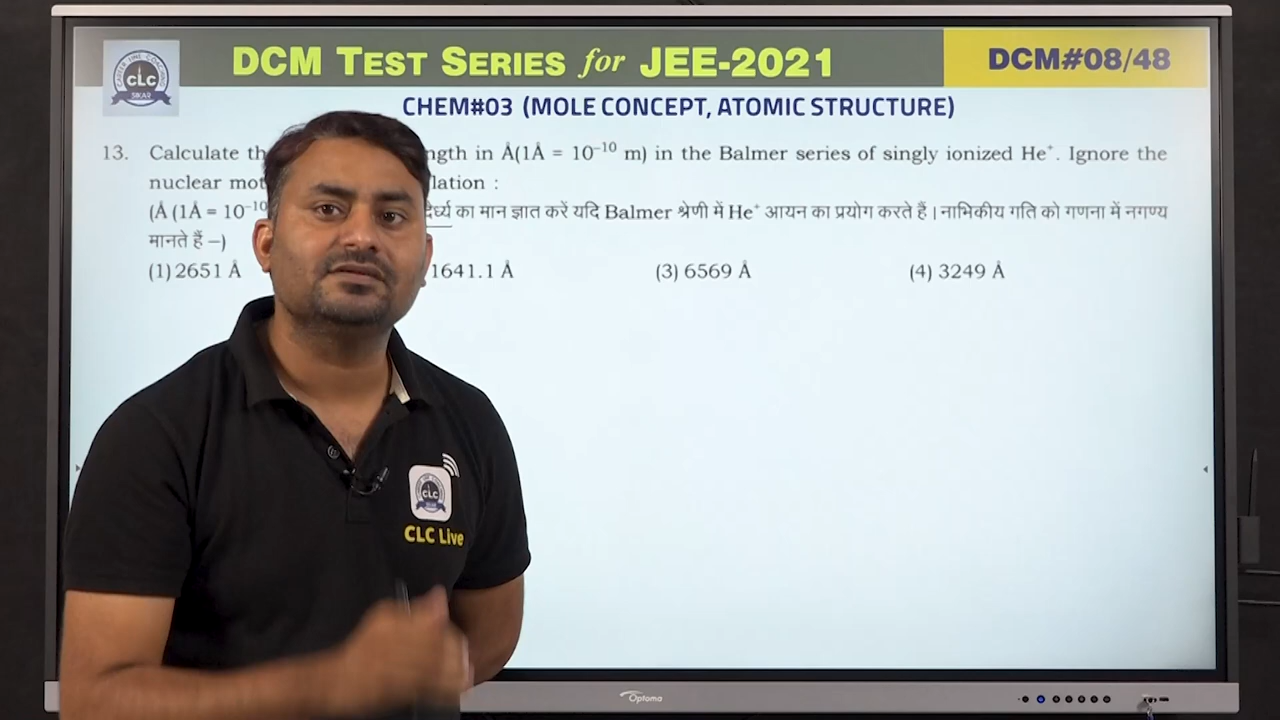 DCM TEST SERIES for JEE-2021
DCM#08/48
CLC
SIKAR
CHEM#03 (MOLE CONCEPT, ATOMIC STRUCTURE)
13. Calculate ngth in Å(1Å = 10⁻¹⁰ m) in the Balmer series of singly ionized He⁺. Ignore the
nuclear lation :
(Å (1Å = 10⁻¹⁰ का मान ज्ञात करें यदि Balmer श्रेणी में He⁺ आयन का प्रयोग करते हैं । नाभिकीय गति को गणना में नगण्य
मानते हैं –)
(1) 2651 Å 1641.1 Å (3) 6569 Å (4) 3249 Å
CLC
CLC Live
Optoma